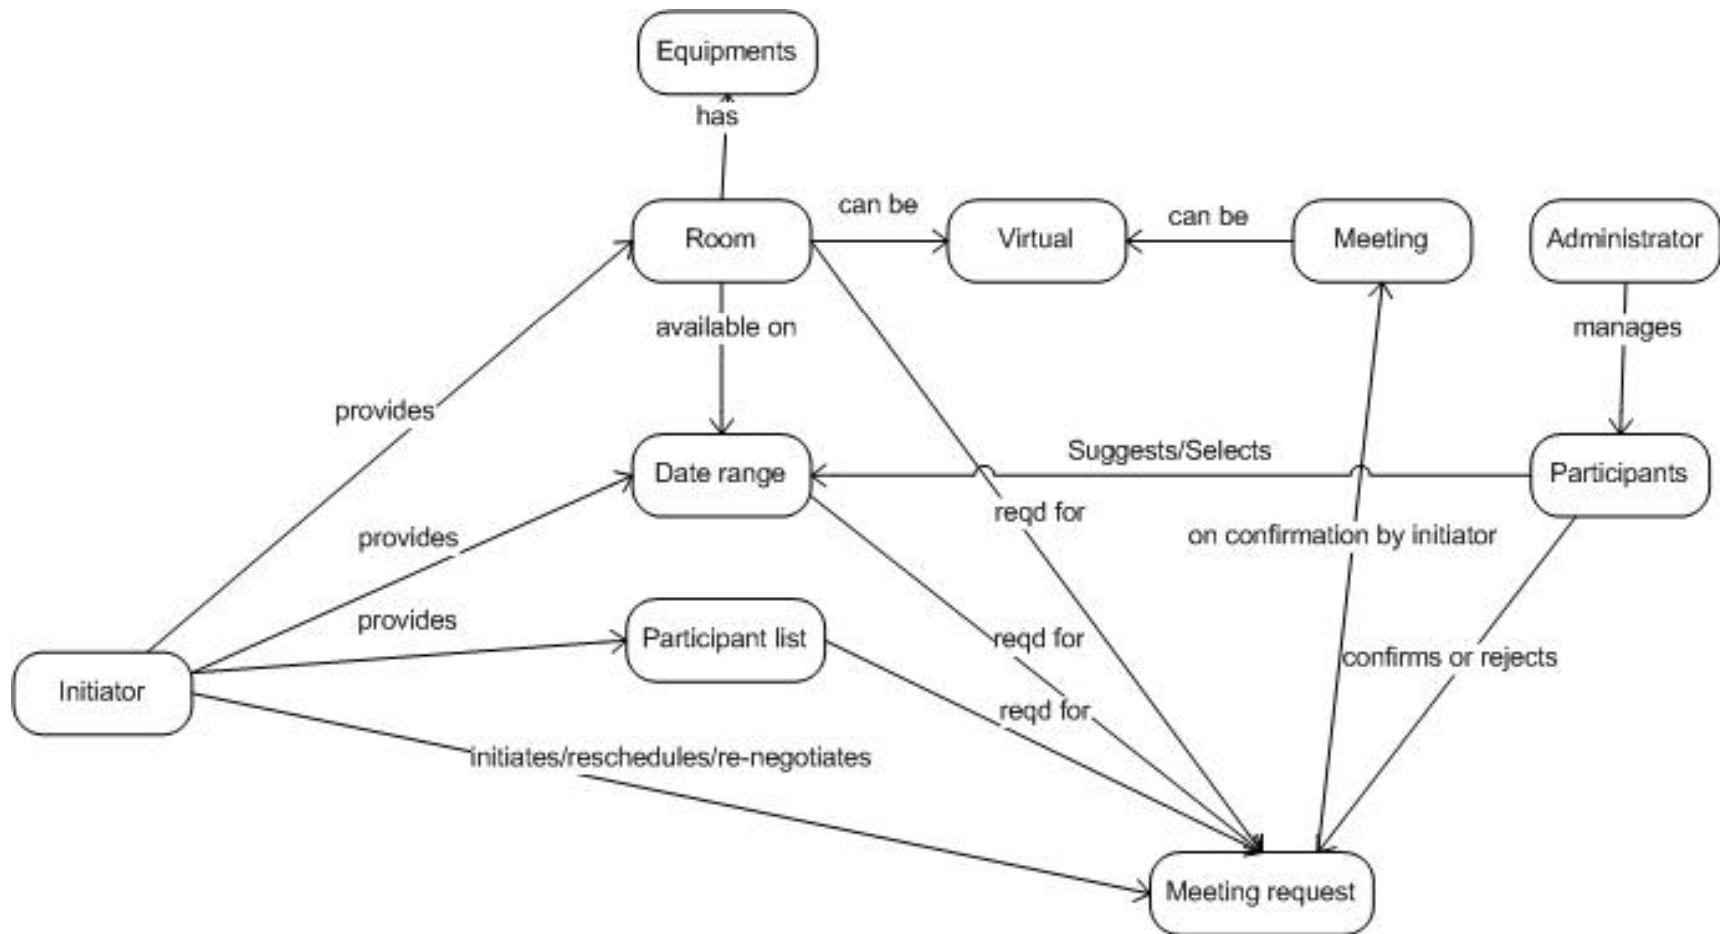 Equipments
has
can be
can be
Room
Virtual
Meeting
Administrator
available on
manages
provides
Suggests/Selects
Date range
Participants
reqd for
on confirmation by initiator
provides
provides
Participant list
reqd for
confirms or rejects
Initiator
reqd for
initiates/reschedules/re-negotiates
Meeting request